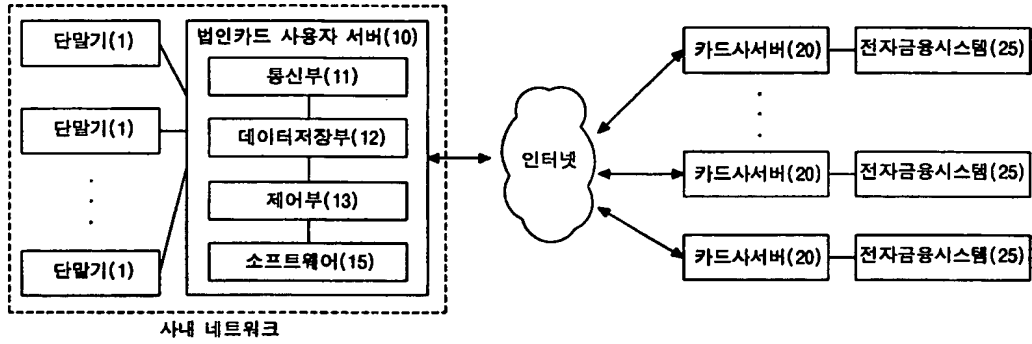 단말기(1)
단말기(1)
단말기(1)
법인카드 사용자 서버(10)
통신부(11)
데이터저장부(12)
제어부(13)
소프트웨어(15)
사내 네트워크
인터넷
카드사서버(20)
전자금융시스템(25)
카드사서버(20)
전자금융시스템(25)
카드사서버(20)
전자금융시스템(25)